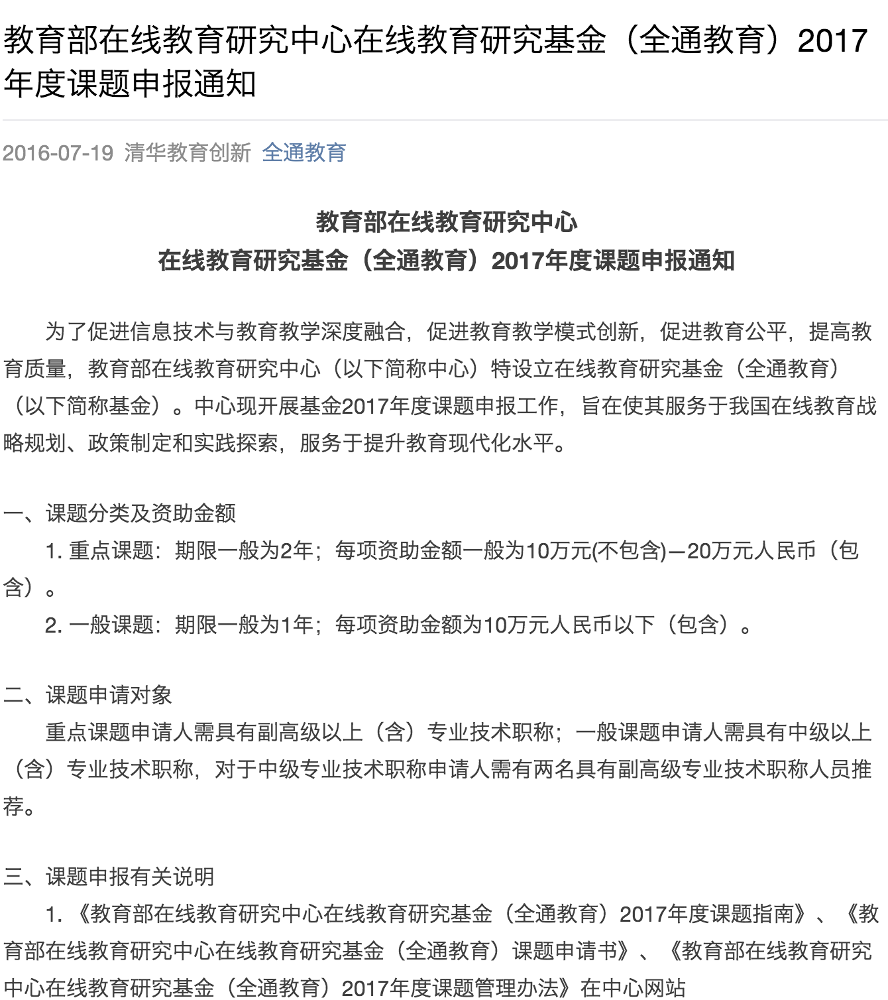 教育部在线教育研究中心在线教育研究基金（全通教育）2017
年度课题申报通知
2016-07-19 清华教育创新 全通教育
教育部在线教育研究中心
在线教育研究基金（全通教育）2017年度课题申报通知
为了促进信息技术与教育教学深度融合，促进教育教学模式创新，促进教育公平，提高教
育质量，教育部在线教育研究中心（以下简称中心）特设立在线教育研究基金（全通教育）
（以下简称基金）。中心现开展基金2017年度课题申报工作，旨在使其服务于我国在线教育战
略规划、政策制定和实践探索，服务于提升教育现代化水平。
一、课题分类及资助金额
1. 重点课题：期限一般为2年；每项资助金额一般为10万元(不包含)—20万元人民币（包
含）。
2. 一般课题：期限一般为1年；每项资助金额为10万元人民币以下（包含）。
二、课题申请对象
重点课题申请人需具有副高级以上（含）专业技术职称；一般课题申请人需具有中级以上
（含）专业技术职称，对于中级专业技术职称申请人需有两名具有副高级专业技术职称人员推
荐。
三、课题申报有关说明
1. 《教育部在线教育研究中心在线教育研究基金（全通教育）2017年度课题指南》、《教
育部在线教育研究中心在线教育研究基金（全通教育）课题申请书》、《教育部在线教育研究
中心在线教育研究基金（全通教育）2017年度课题管理办法》在中心网站